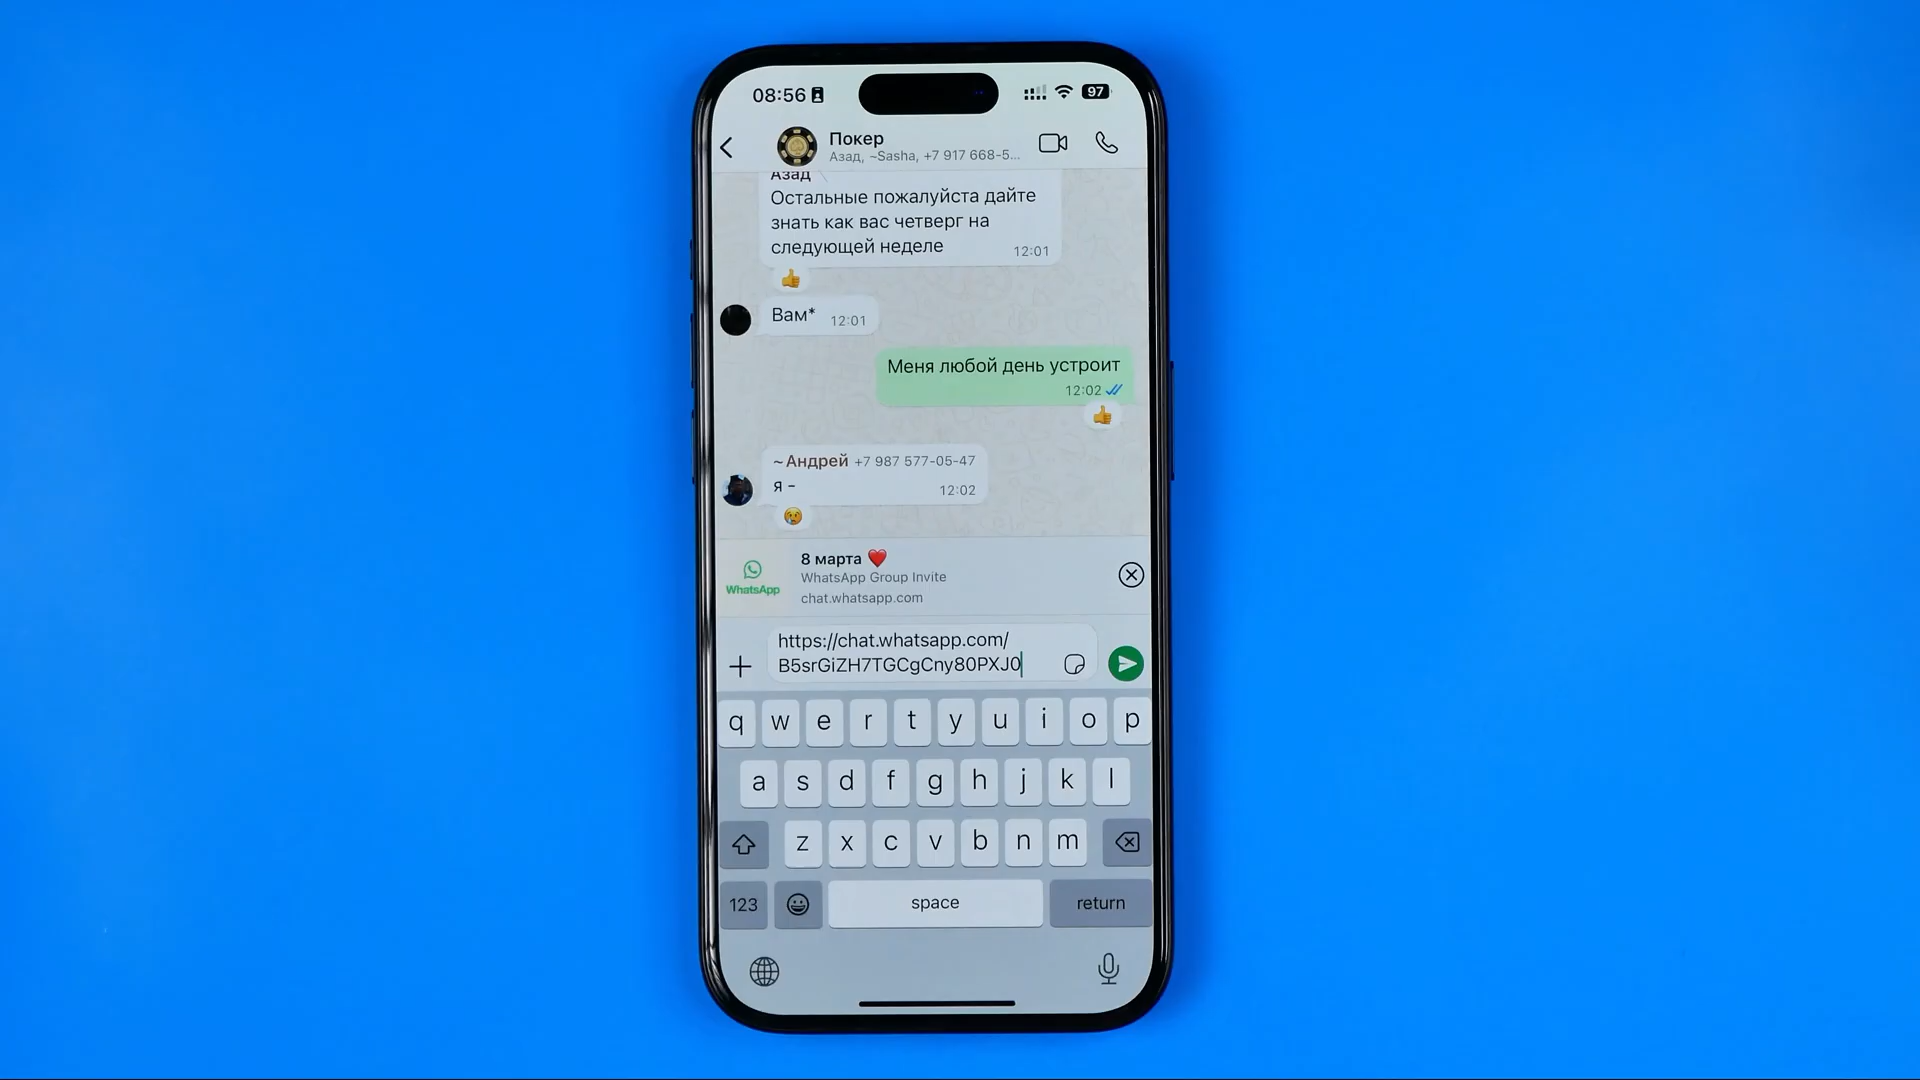 08:56
97
Покер
Азад, ~Sasha, +7 917 668-5...
Азад
Остальные пожалуйста дайте
знать как вас четверг на
следующей неделе
12:01
Вам* 12:01
Меня любой день устроит
12:02
~Андрей +7 987 577-05-47
я -
12:02
8 марта
WhatsApp Group Invite
WhatsApp
chat.whatsapp.com
https://chat.whatsapp.com/
B5srGiZH7TGCgCny80PXJ0
q w e r t y u i o p
a s d f g h j k l
z x c v b n m
123 space return